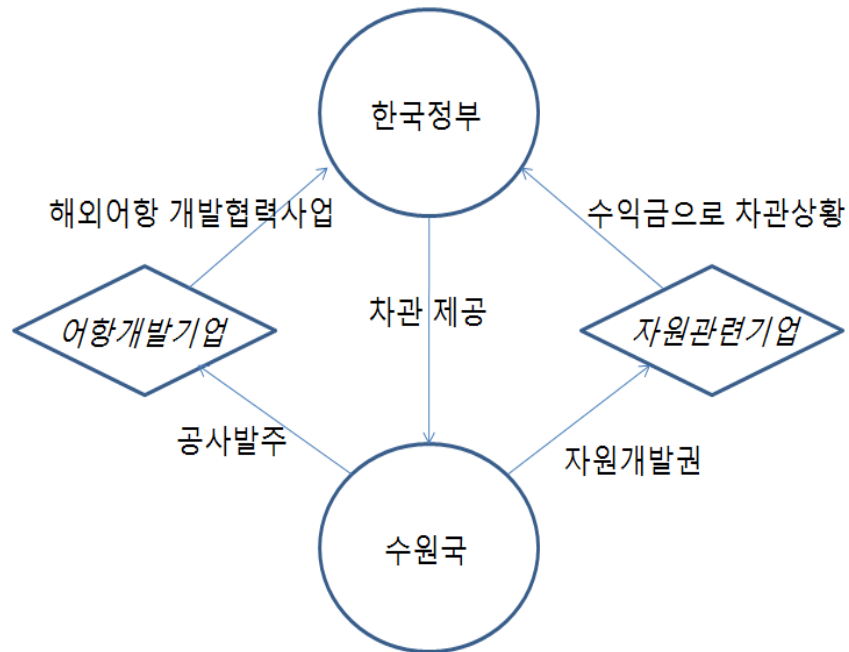 한국정부
해외어항 개발협력사업
수익금으로 차관상황
어항개발기업
차관 제공
자원관련기업
공사발주
자원개발권
수원국